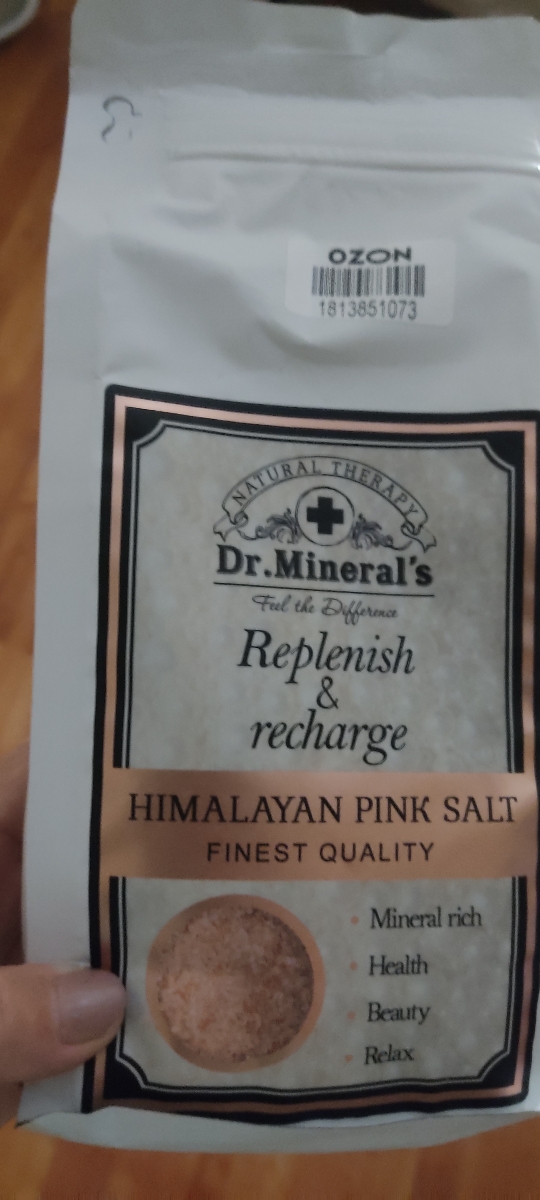 OZON
1813851073
NATURAL THERAPY
Dr.Mineral's
Feel the Difference
Replenish
&
recharge
HIMALAYAN PINK SALT
FINEST QUALITY
Mineral rich
Health
Beauty
Relax